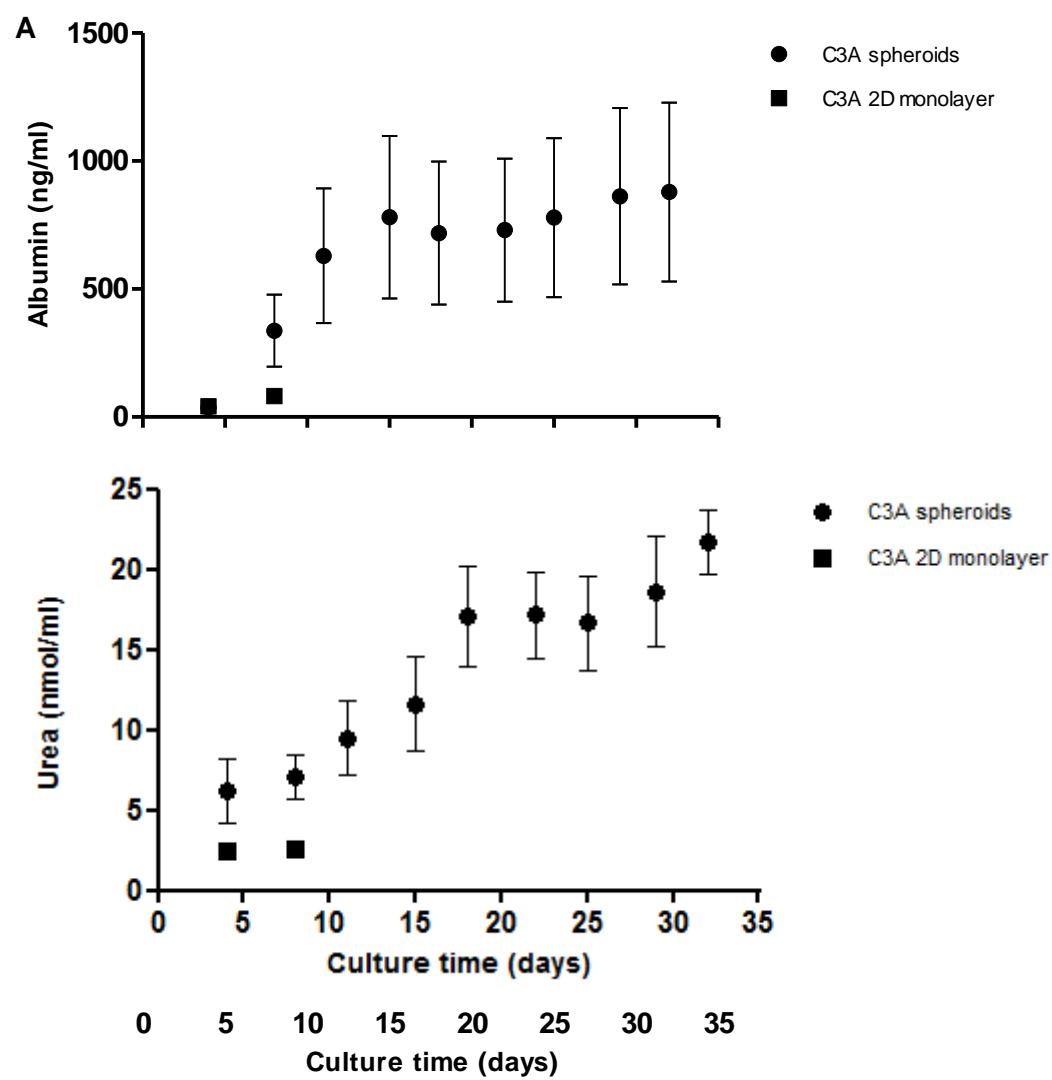 A
1500
1000
500
0
Albumin (ng/ml)
C3A spheroids
C3A 2D monolayer
25
20
15
10
5
0
Urea (nmol/ml)
C3A spheroids
C3A 2D monolayer
0 5 10 15 20 25 30 35
Culture time (days)
0 5 10 15 20 25 30 35
Culture time (days)